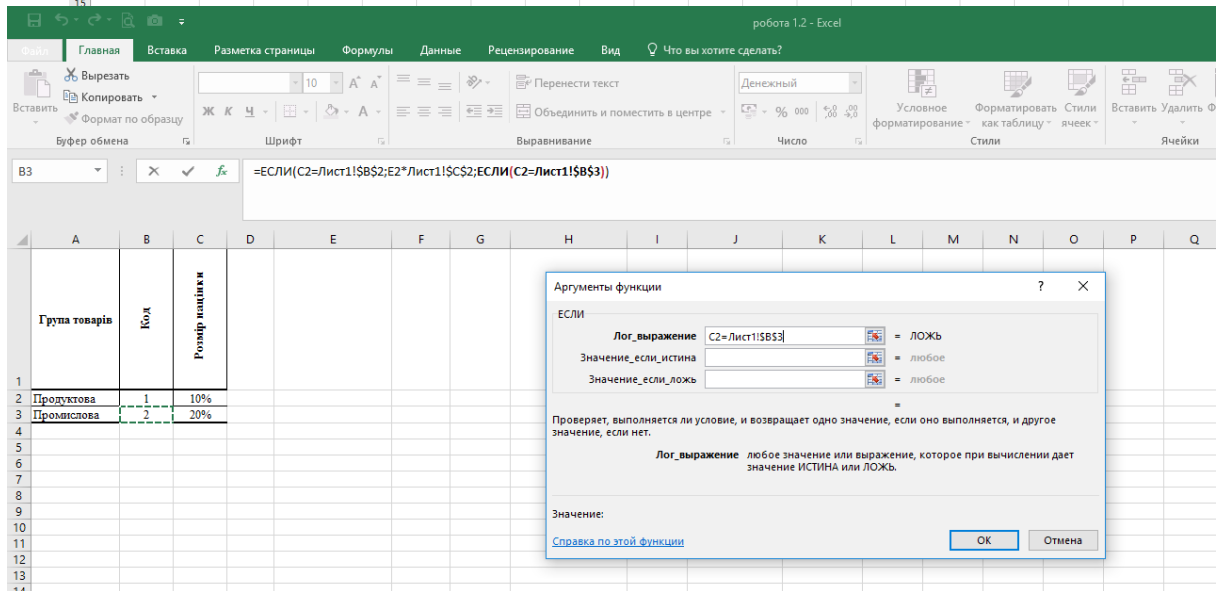 15
робота 1.2 - Excel
Файл Главная Вставка Разметка страницы Формулы Данные Рецензирование Вид Что вы хотите сделать?
Вставить
Вырезать
Копировать
Формат по образцу
Буфер обмена
10 A A
Ж К Ч A
Шрифт
Перенести текст
Объединить и поместить в центре
Выравнивание
Денежный
% 000
Число
Условное форматирование
Форматировать как таблицу
Стили ячеек
Стили
Вставить Удалить Ф
Ячейки
B3 fx =ЕСЛИ(C2=Лист1!$B$2;E2*Лист1!$C$2;ЕСЛИ(C2=Лист1!$B$3))
A B C D E F G H I J K L M N O P Q
1 Група товарів Код Розмір націнки
2 Продуктова 1 10%
3 Промислова 2 20%
4
5
6
7
8
9
10
11
12
13
14
Аргументы функции ?
ЕСЛИ
Лог_выражение C2=Лист1!$B$3 = ЛОЖЬ
Значение_если_истина = любое
Значение_если_ложь = любое
=
Проверяет, выполняется ли условие, и возвращает одно значение, если оно выполняется, и другое
значение, если нет.
Лог_выражение любое значение или выражение, которое при вычислении дает
значение ИСТИНА или ЛОЖЬ.
Значение:
Справка по этой функции
OK Отмена